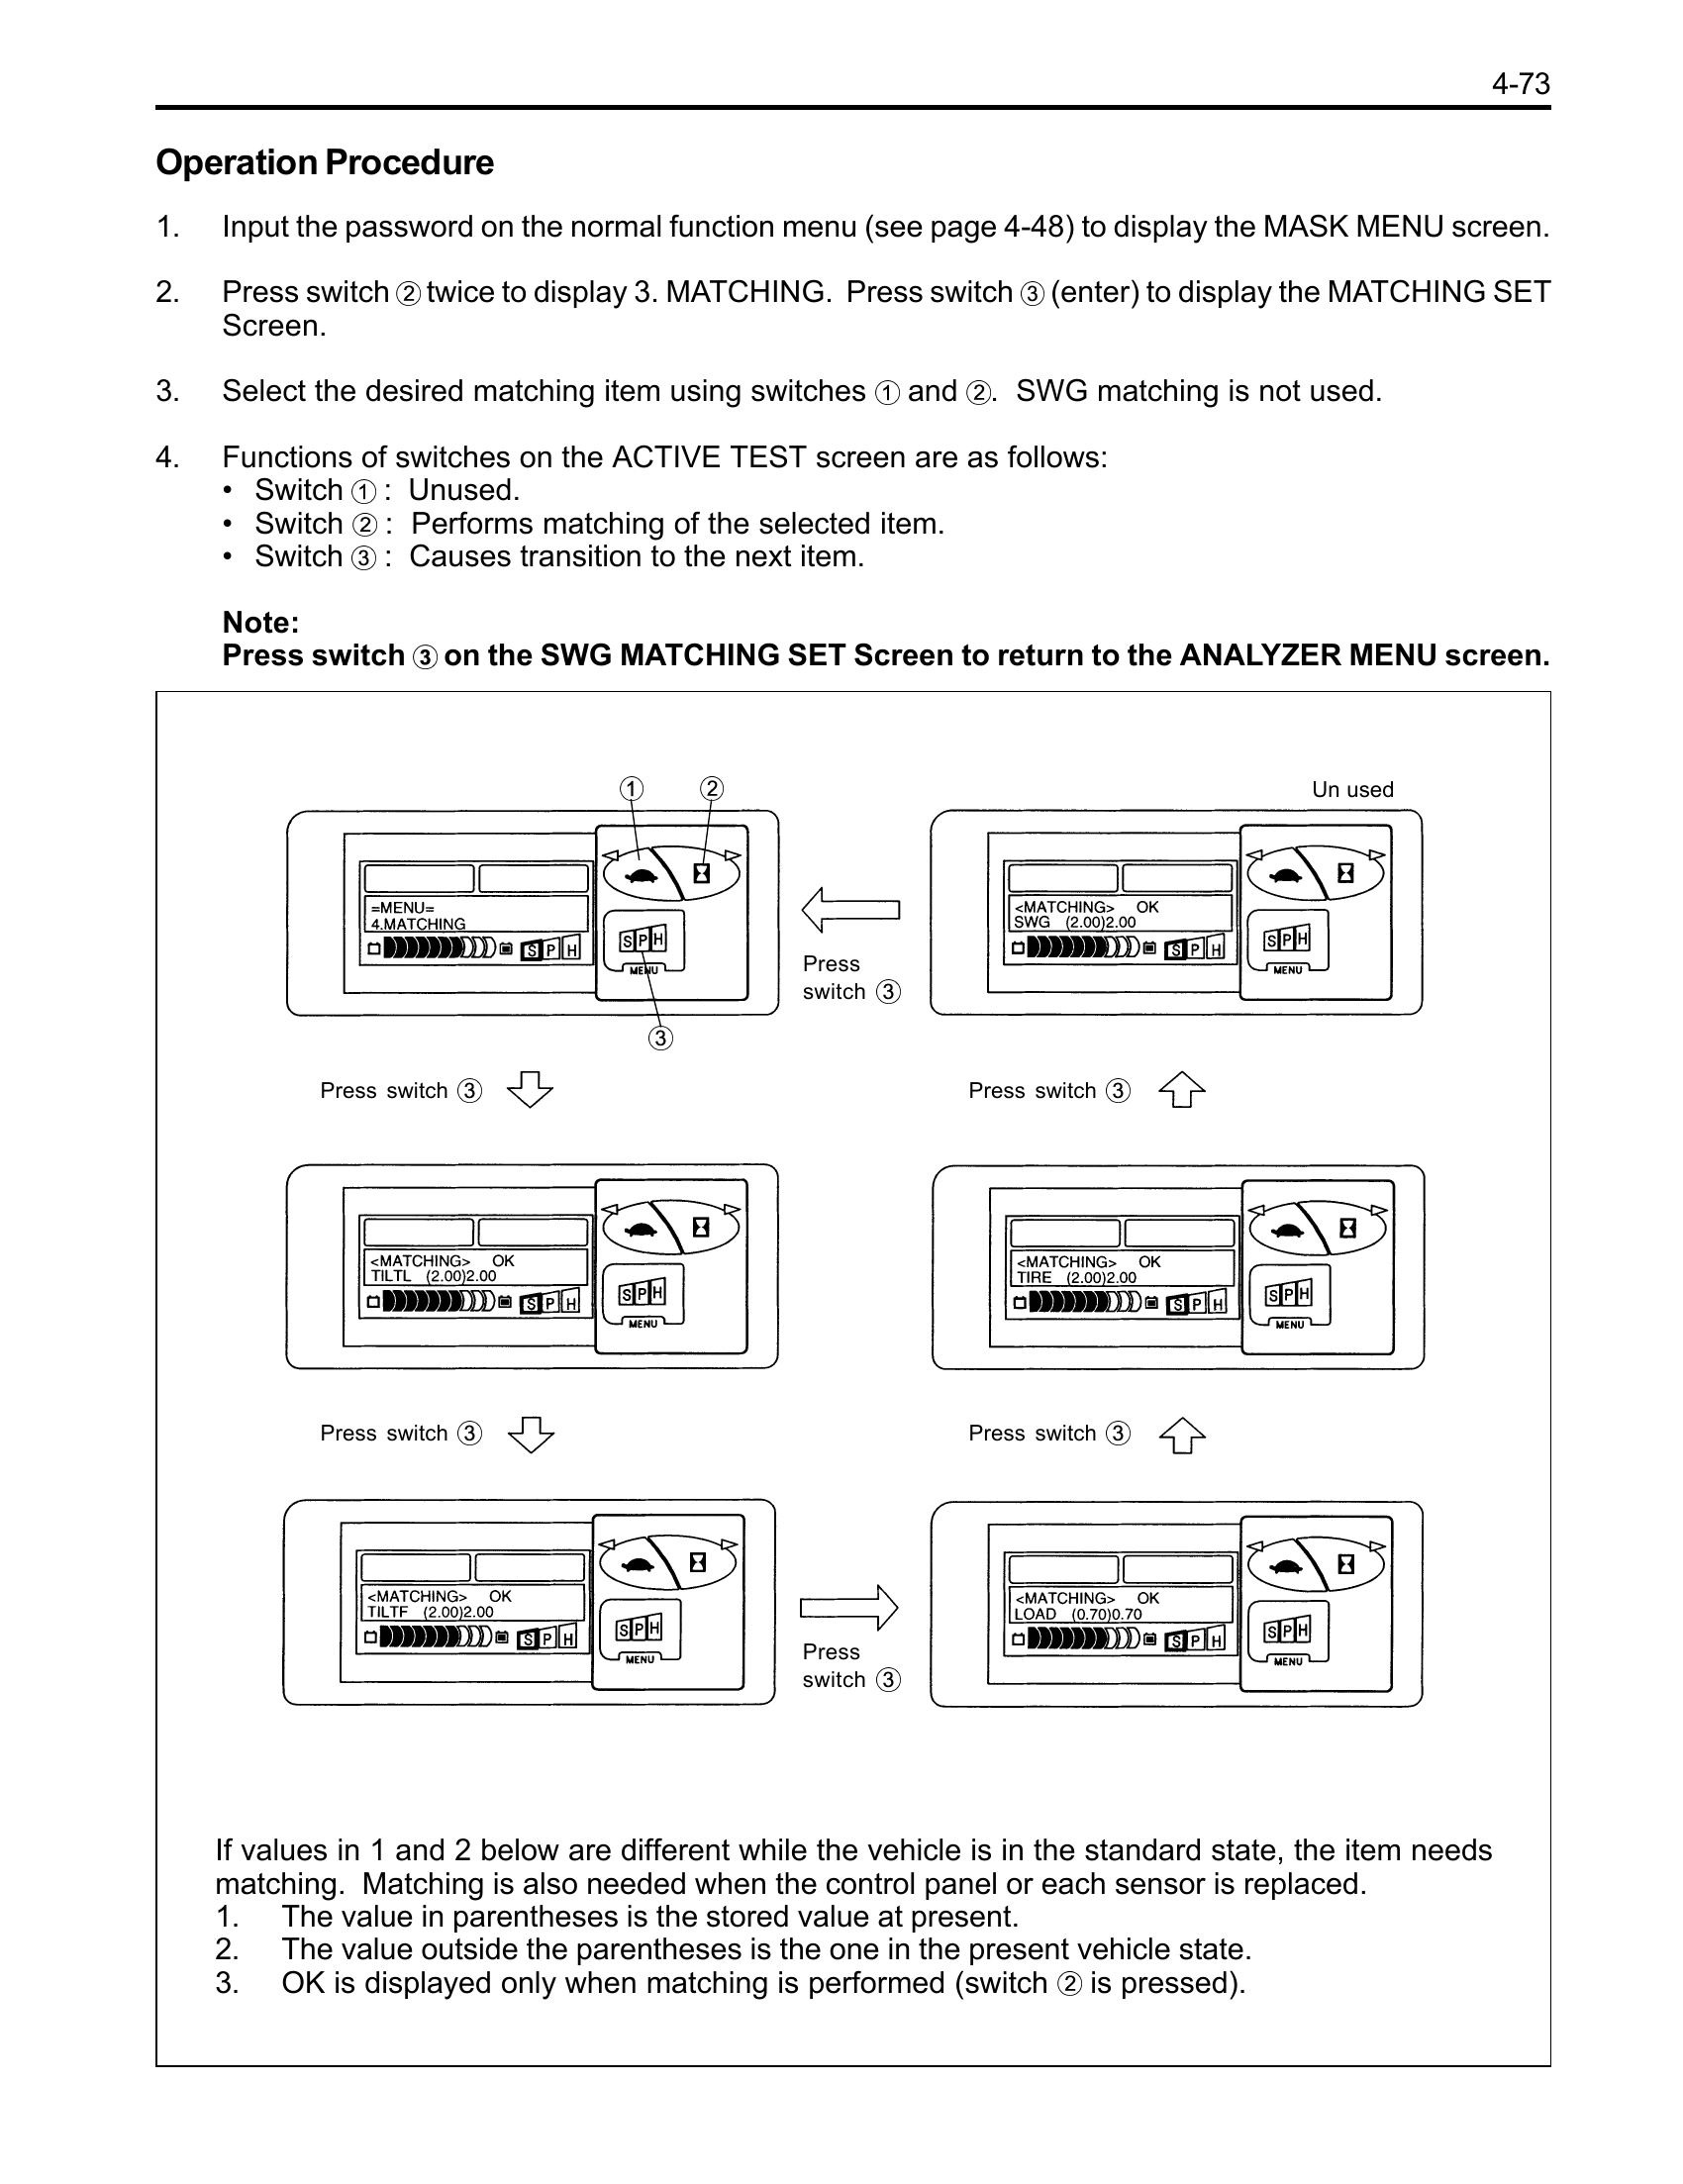 4-73
Operation Procedure
1. Input the password on the normal function menu (see page 4-48) to display the MASK MENU screen.
2. Press switch ② twice to display 3. MATCHING. Press switch ③ (enter) to display the MATCHING SET
Screen.
3. Select the desired matching item using switches ① and ②. SWG matching is not used.
4. Functions of switches on the ACTIVE TEST screen are as follows:
• Switch ① : Unused.
• Switch ② : Performs matching of the selected item.
• Switch ③ : Causes transition to the next item.
Note:
Press switch ③ on the SWG MATCHING SET Screen to return to the ANALYZER MENU screen.
① ②
Un used
=MENU=
4.MATCHING
S P H
S P H
MENU
③
Press
switch ③
<MATCHING> OK
SWG (2.00)2.00
S P H
S P H
MENU
Press switch ③
Press switch ③
<MATCHING> OK
TILTL (2.00)2.00
S P H
S P H
MENU
<MATCHING> OK
TIRE (2.00)2.00
S P H
S P H
MENU
Press switch ③
Press switch ③
<MATCHING> OK
TILTF (2.00)2.00
S P H
S P H
MENU
Press
switch ③
<MATCHING> OK
LOAD (0.70)0.70
S P H
S P H
MENU
If values in 1 and 2 below are different while the vehicle is in the standard state, the item needs
matching. Matching is also needed when the control panel or each sensor is replaced.
1. The value in parentheses is the stored value at present.
2. The value outside the parentheses is the one in the present vehicle state.
3. OK is displayed only when matching is performed (switch ② is pressed).